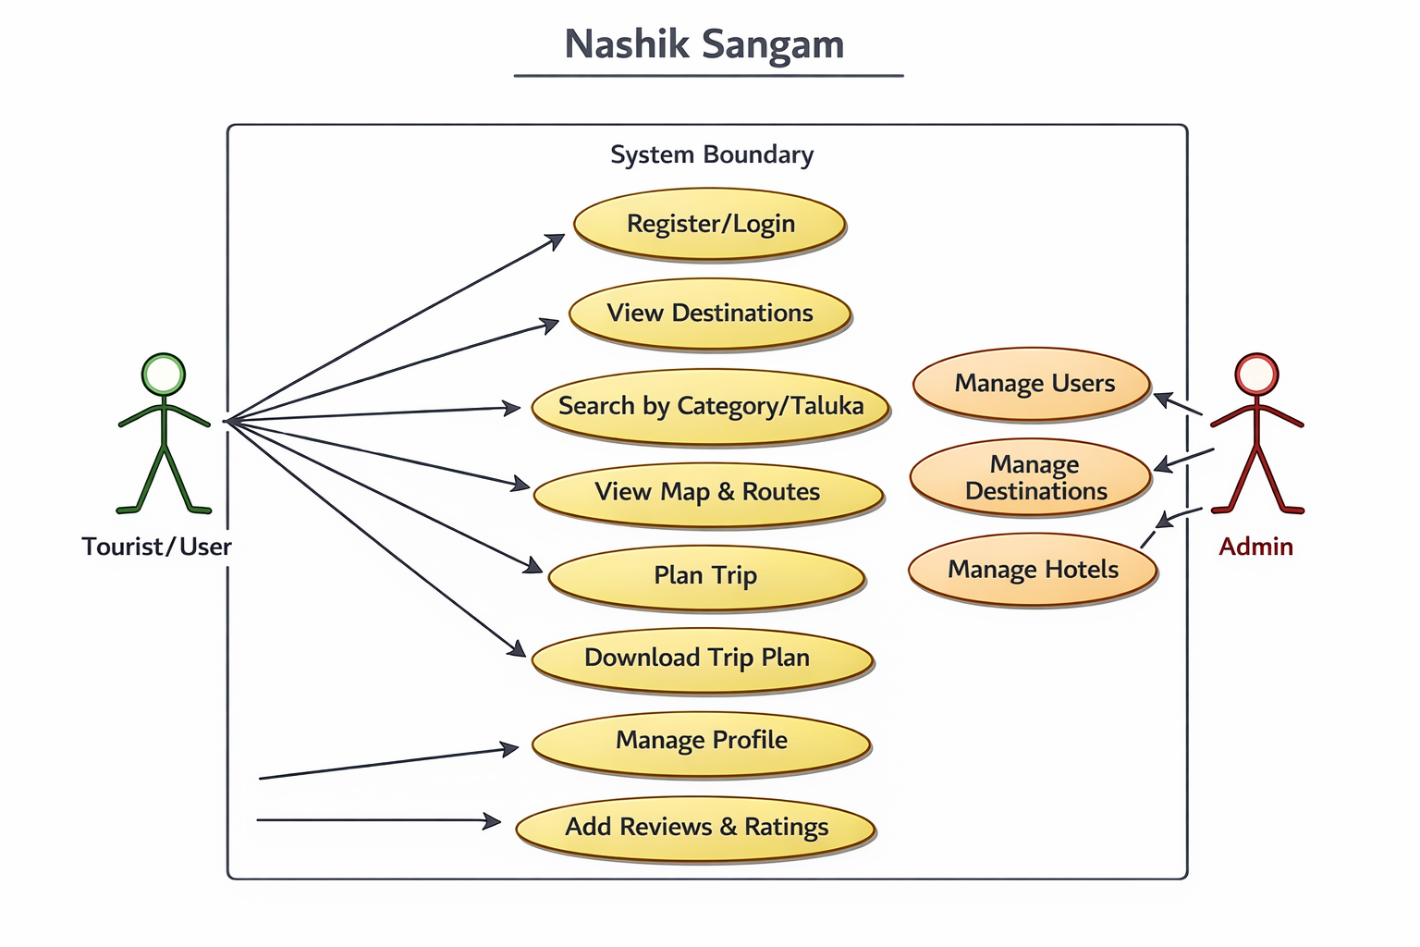 Nashik Sangam
System Boundary
Register/Login
View Destinations
Search by Category/Taluka
View Map & Routes
Plan Trip
Download Trip Plan
Manage Profile
Add Reviews & Ratings
Tourist/User
Manage Users
Manage
Destinations
Manage Hotels
Admin